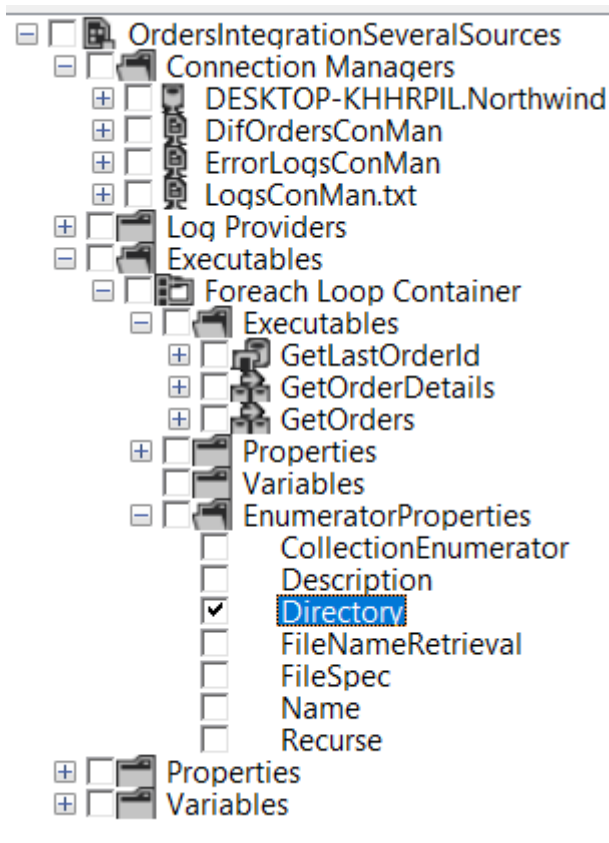 OrdersIntegrationSeveralSources
Connection Managers
DESKTOP-KHHRPIL.Northwind
DifOrdersConMan
ErrorLogsConMan
LogsConMan.txt
Log Providers
Executables
Foreach Loop Container
Executables
GetLastOrderId
GetOrderDetails
GetOrders
Properties
Variables
EnumeratorProperties
CollectionEnumerator
Description
Directory
FileNameRetrieval
FileSpec
Name
Recurse
Properties
Variables